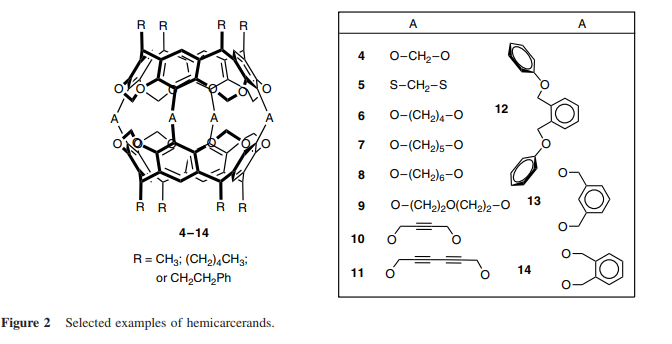 R R R R
O O O O
A A A A
O O O O
R R R R
4–14
R = CH₃; (CH₂)₄CH₃;
or CH₂CH₂Ph
A A
4 O–CH₂–O
5 S–CH₂–S
6 O–(CH₂)₄–O
7 O–(CH₂)₅–O
8 O–(CH₂)₆–O
9 O–(CH₂)₂O(CH₂)₂–O
10 O O
11 O O
12 O O
13 O O
14 O O
Figure 2 Selected examples of hemicarcerands.